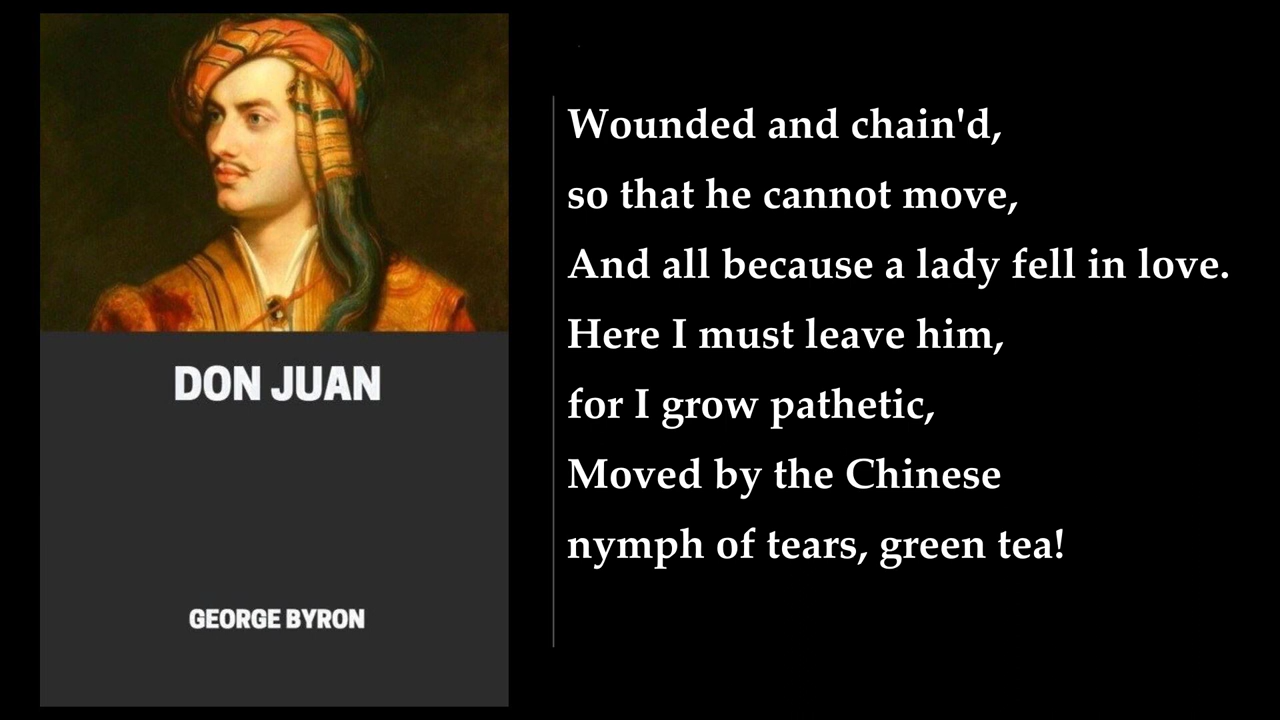 DON JUAN
GEORGE BYRON
Wounded and chain'd,
so that he cannot move,
And all because a lady fell in love.
Here I must leave him,
for I grow pathetic,
Moved by the Chinese
nymph of tears, green tea!